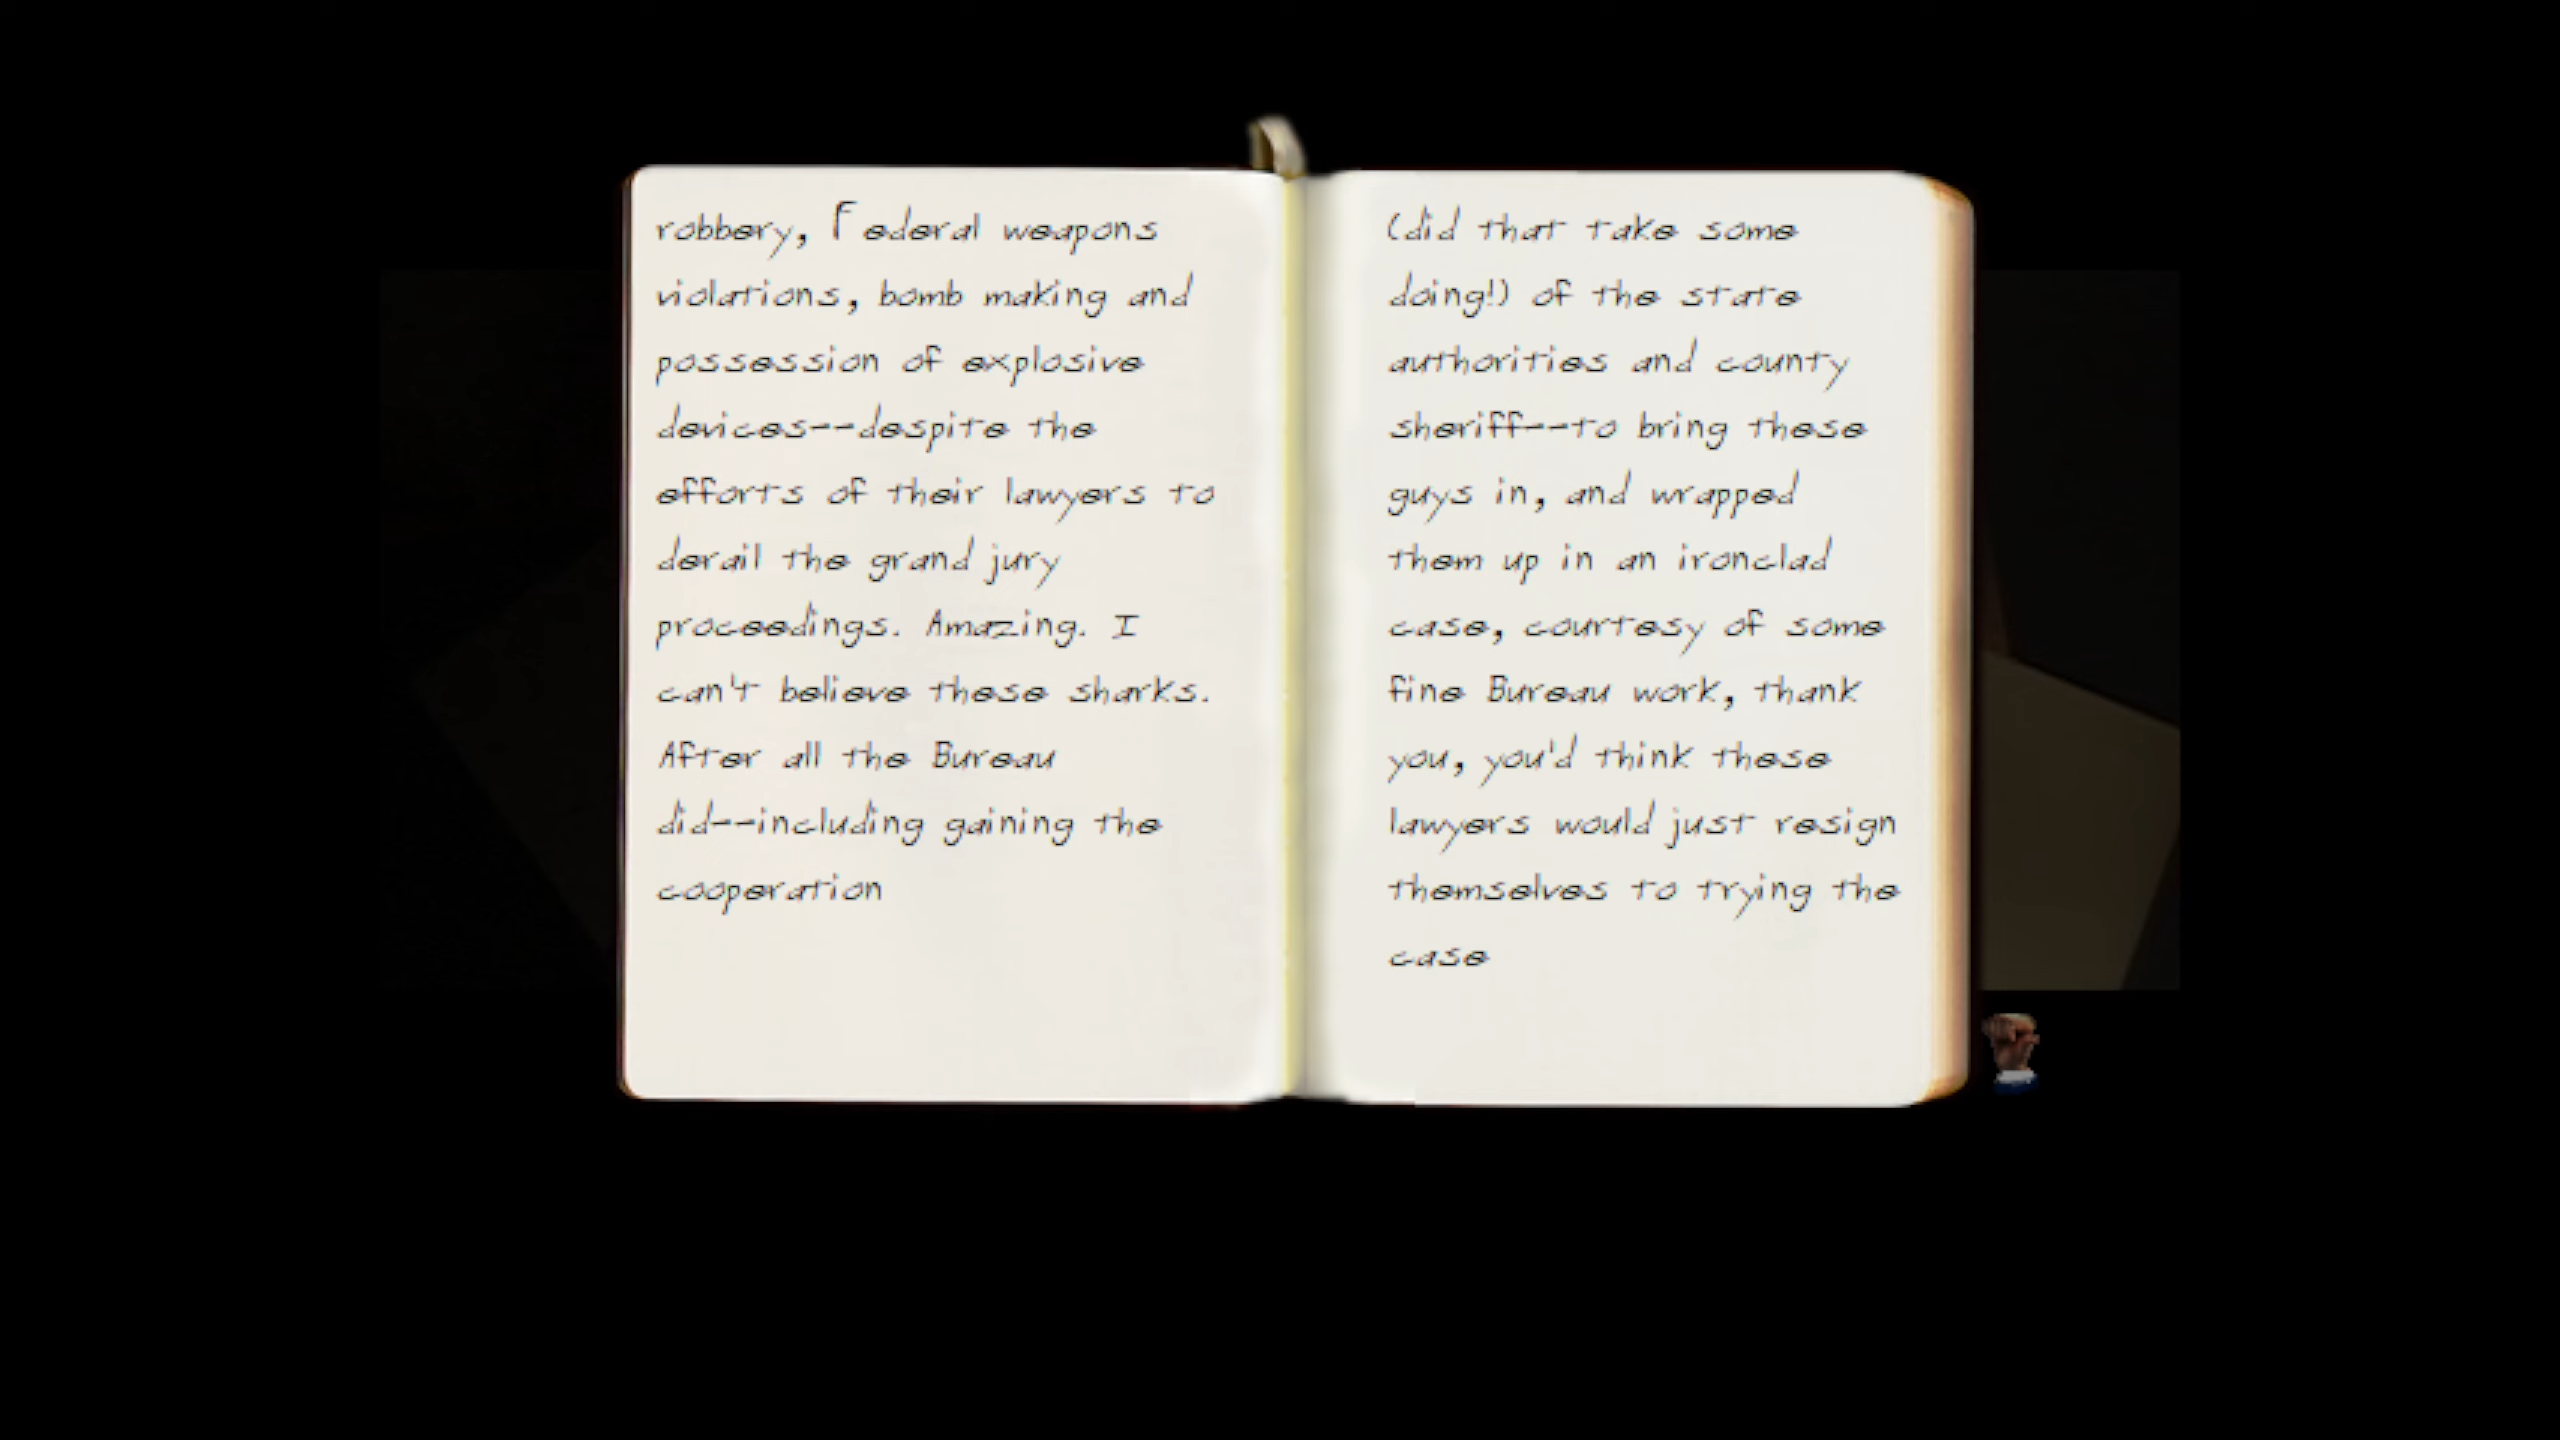 robbery, Federal weapons
violations, bomb making and
possession of explosive
devices--despite the
efforts of their lawyers to
derail the grand jury
proceedings. Amazing. I
can't believe these sharks.
After all the Bureau
did--including gaining the
cooperation
(did that take some
doing!) of the state
authorities and county
sheriff--to bring these
guys in, and wrapped
them up in an ironclad
case, courtesy of some
fine Bureau work, thank
you, you'd think these
lawyers would just resign
themselves to trying the
case